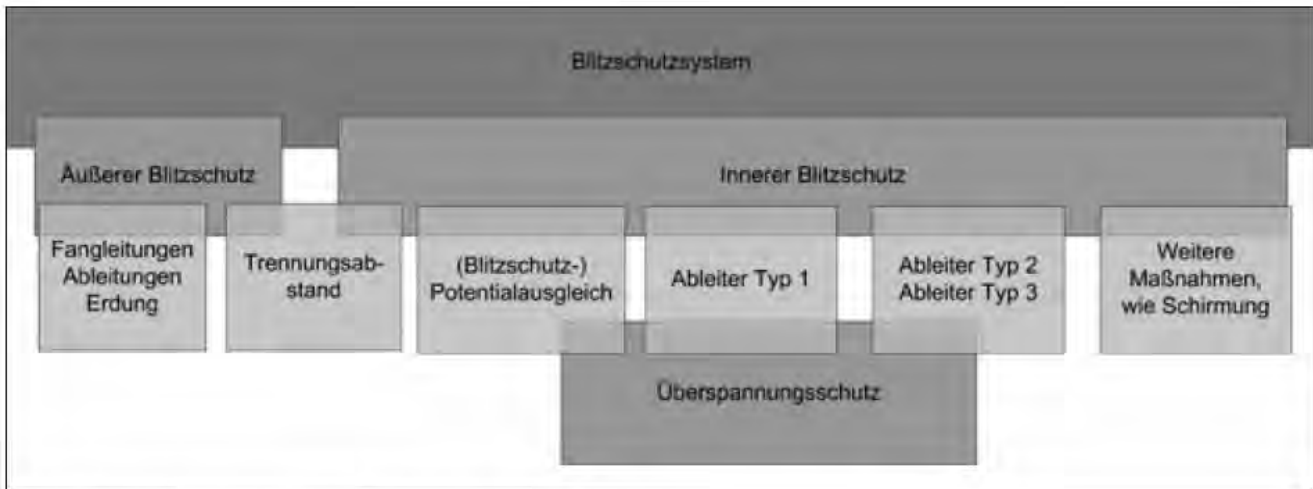 Blitzschutzsystem
Äußerer Blitzschutz
Innerer Blitzschutz
Fangleitungen
Ableitungen
Erdung
Trennungsab-
stand
(Blitzschutz-)
Potentialausgleich
Ableiter Typ 1
Ableiter Typ 2
Ableiter Typ 3
Weitere
Maßnahmen,
wie Schirmung
Überspannungsschutz